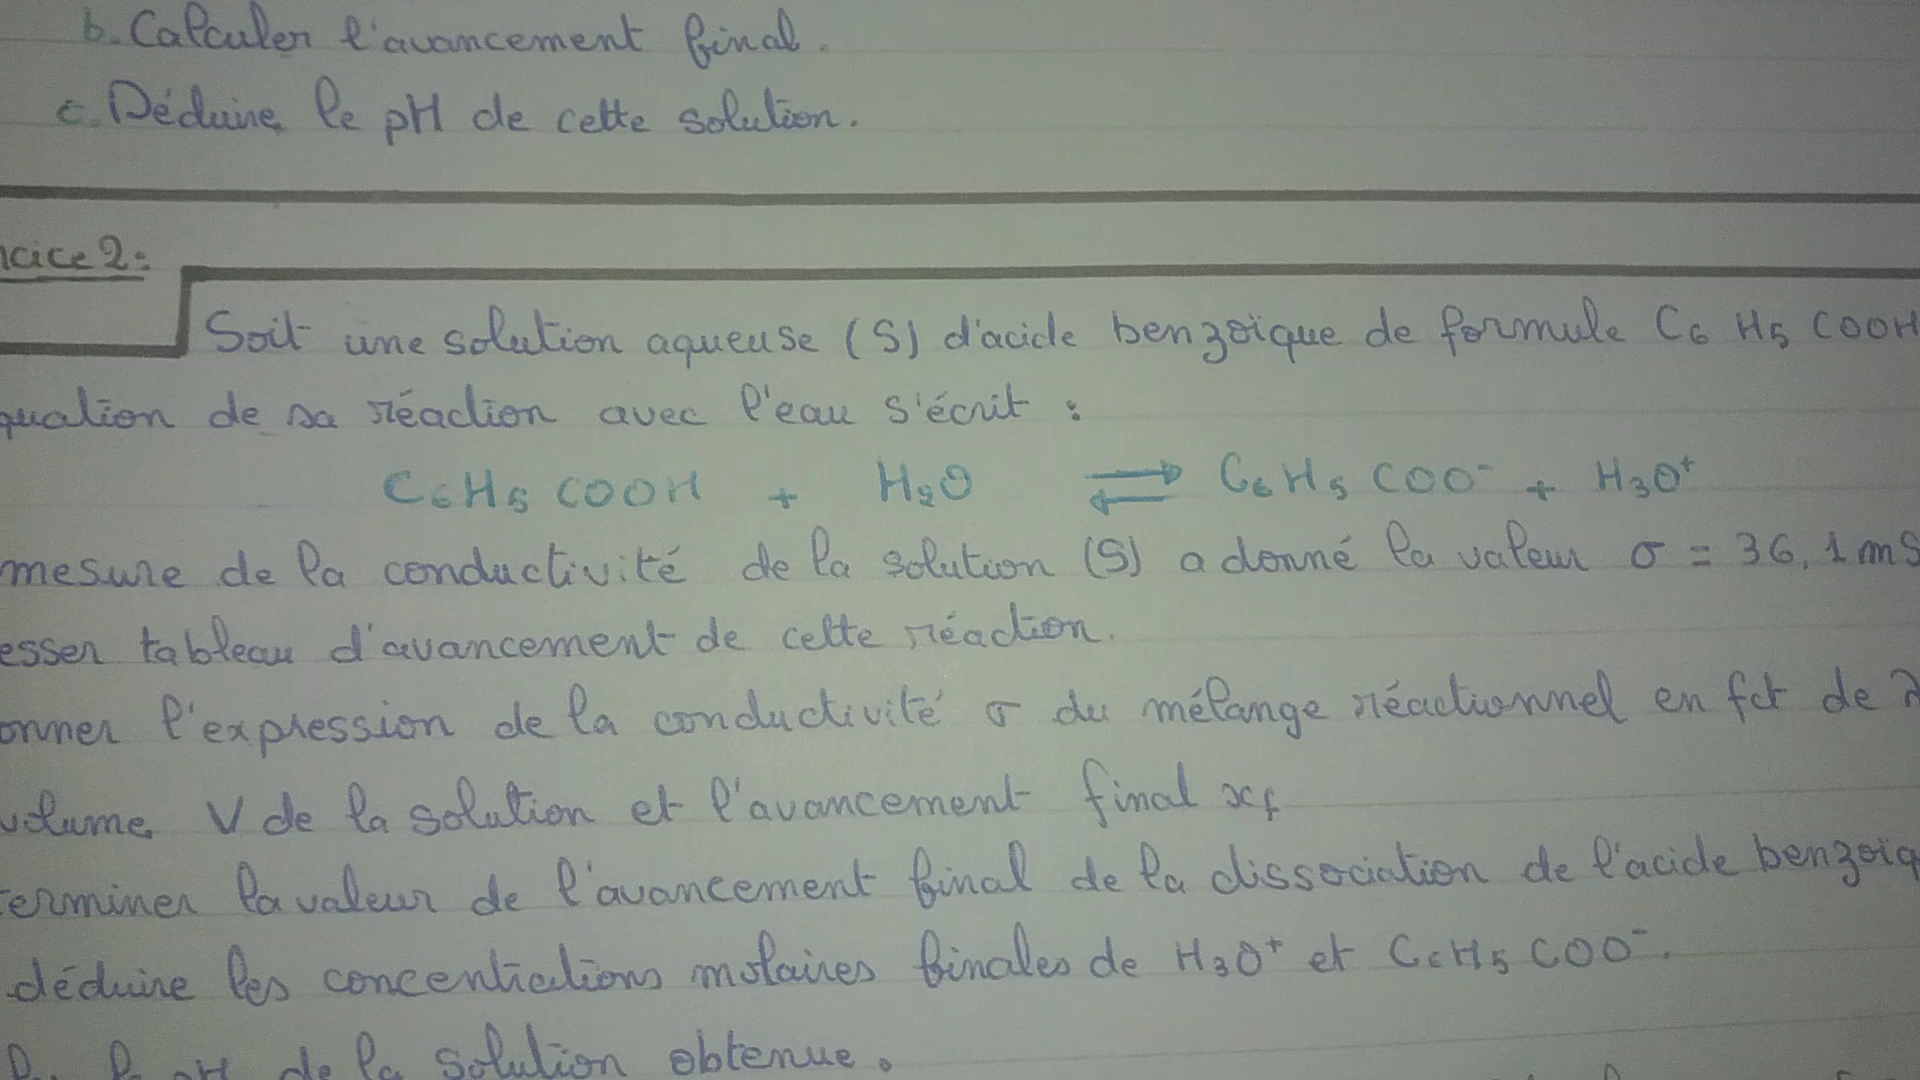 b. Calculer l'avancement final.
c. Déduire le pH de cette solution.
rcice 2:
Soit une solution aqueuse (S) d'acide benzoïque de formule C6 H5 COOH
quation de sa réaction avec l'eau s'écrit :
C6H5 COOH + H2O ⇌ C6H5 COO- + H3O+
mesure de la conductivité de la solution (S) a donné la valeur σ = 36,1 mS
esser tableau d'avancement de cette réaction.
onner l'expression de la conductivité σ du mélange réactionnel en fct de λ
volume V de la solution et l'avancement final xf
terminer la valeur de l'avancement final de la dissociation de l'acide benzoïq
déduire les concentrations molaires finales de H3O+ et C6H5 COO-.
pH de la solution obtenue.